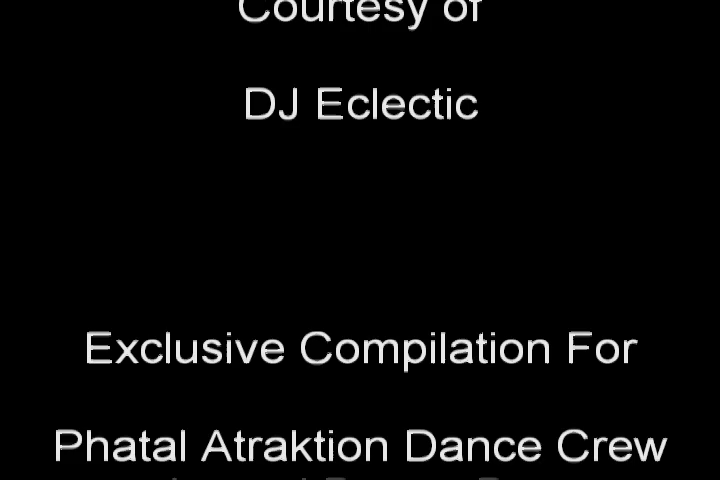 Courtesy of
DJ Eclectic
Exclusive Compilation For
Phatal Atraktion Dance Crew